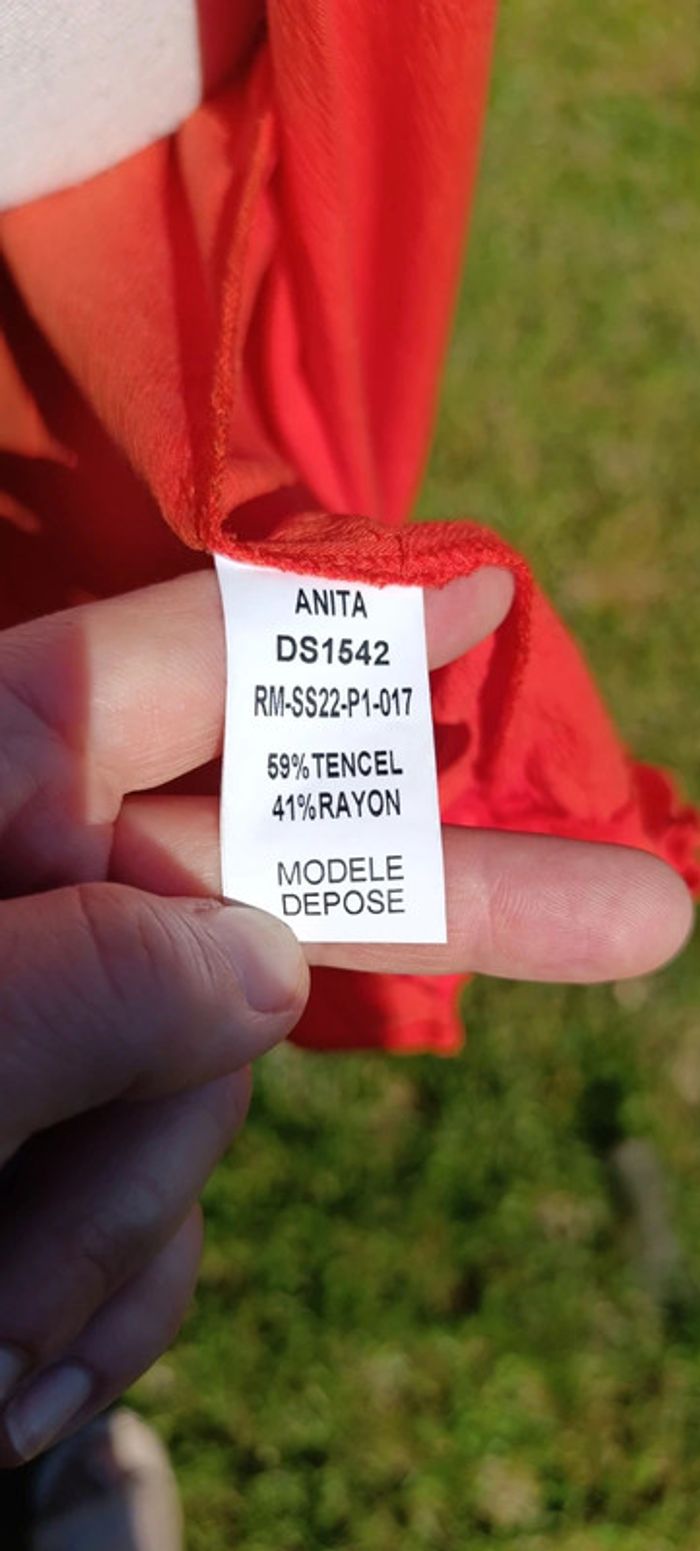 ANITA
DS1542
RM-SS22-P1-017
59%TENCEL
41%RAYON
MODELE
DEPOSE